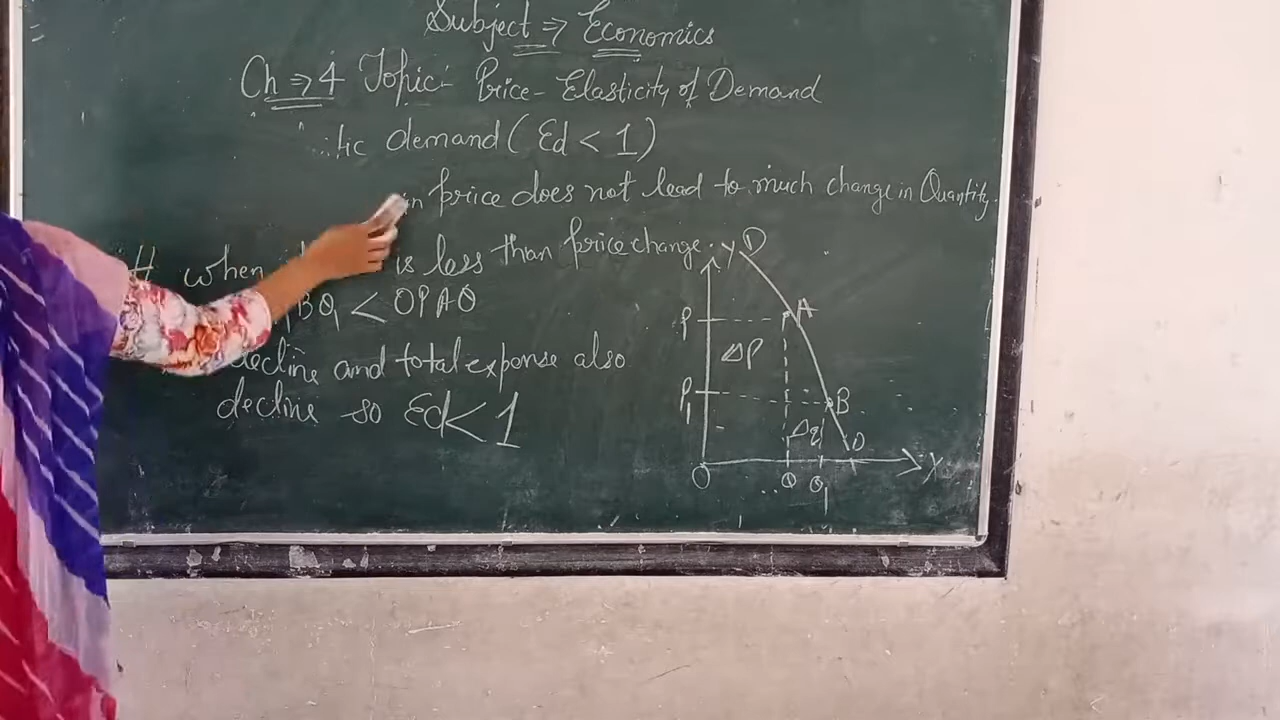 Subject ⇒ Economics
Ch ⇒ 4 Topic:- Price-Elasticity of Demand
tic demand (Ed < 1)
in price does not lead to much change in Quantity.
# when is less than price change.
BQ1 < OPAQ
decline and total expense also
decline so Ed < 1
Y D
P A
ΔP
P1 B
Δq
D
O Q Q1 X